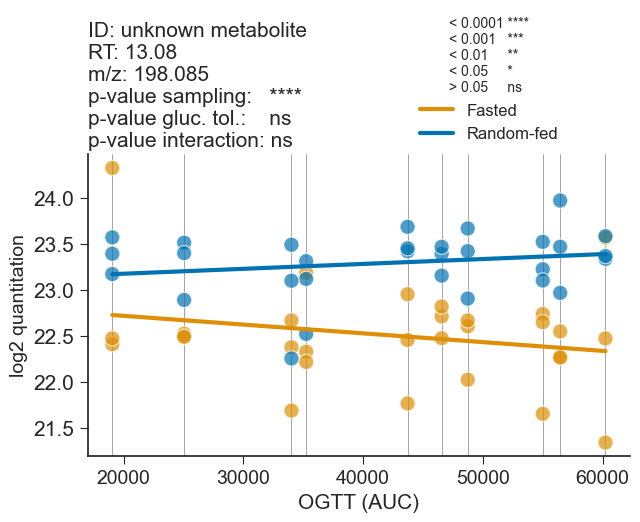 ID: unknown metabolite
RT: 13.08
m/z: 198.085
p-value sampling: ****
p-value gluc. tol.: ns
p-value interaction: ns
< 0.0001 ****
< 0.001 ***
< 0.01 **
< 0.05 *
> 0.05 ns
Fasted
Random-fed
log2 quantitation
24.0
23.5
23.0
22.5
22.0
21.5
20000 30000 40000 50000 60000
OGTT (AUC)